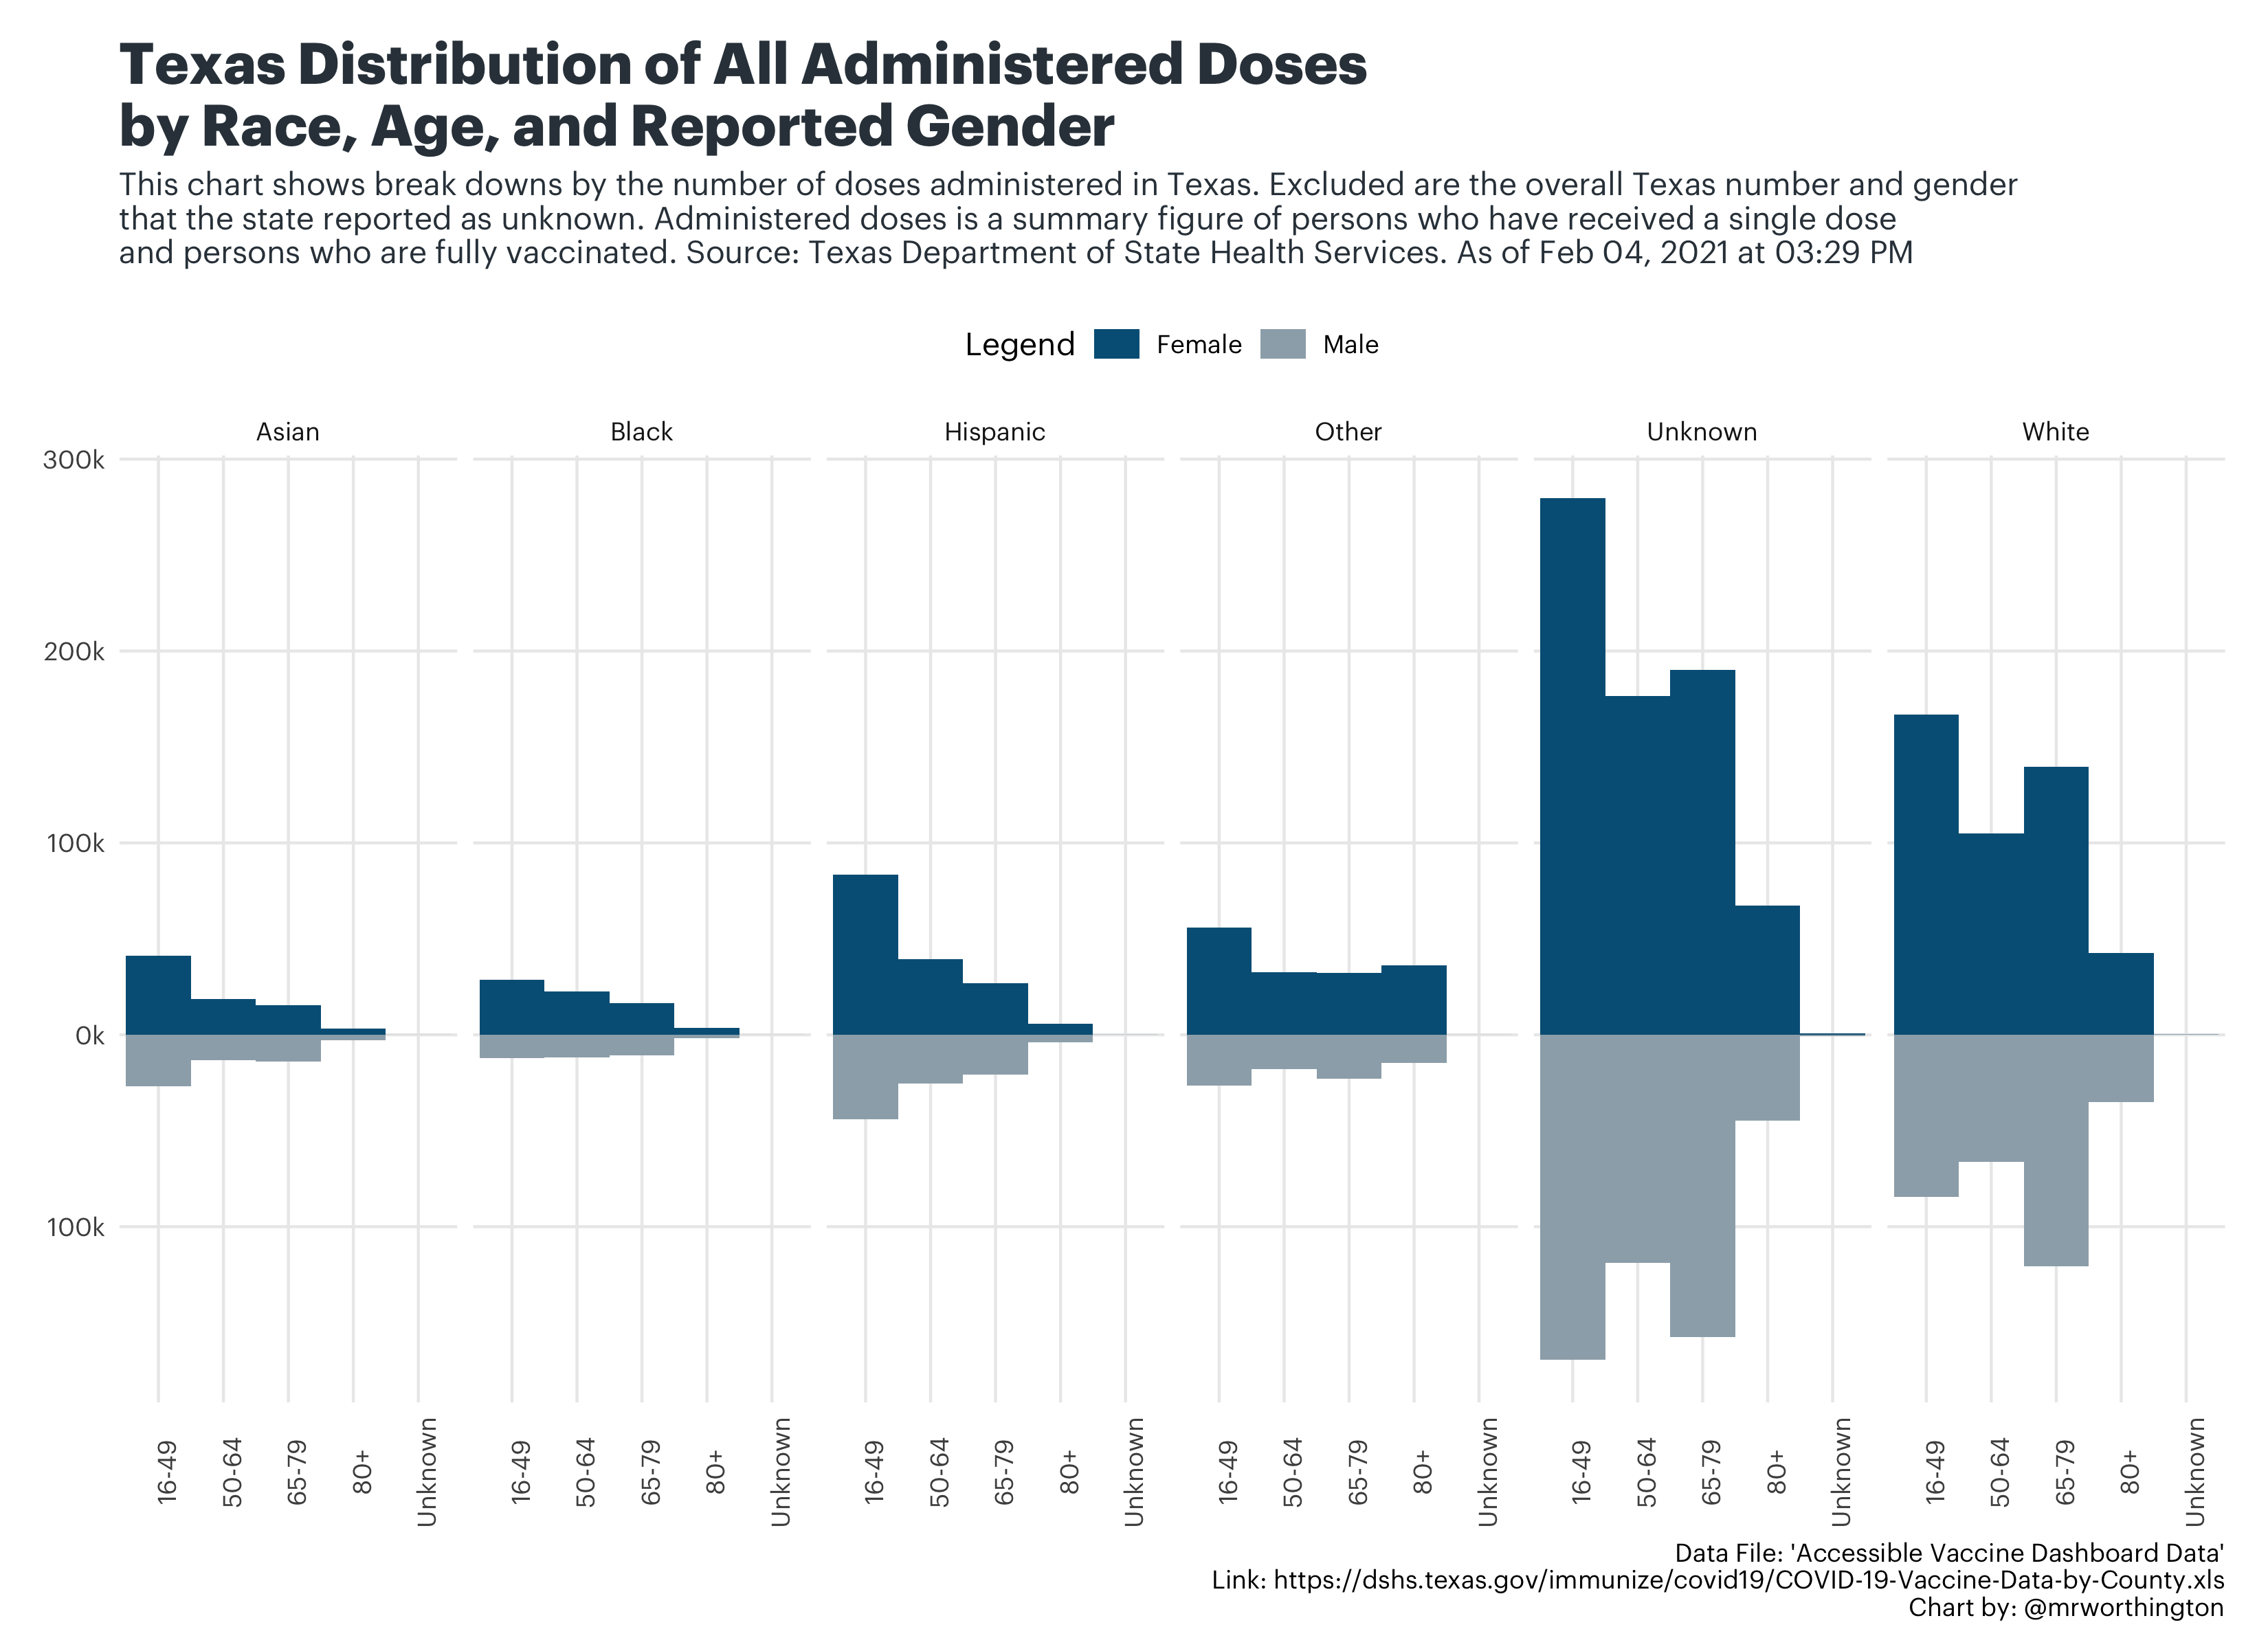 Texas Distribution of All Administered Doses
by Race, Age, and Reported Gender
This chart shows break downs by the number of doses administered in Texas. Excluded are the overall Texas number and gender
that the state reported as unknown. Administered doses is a summary figure of persons who have received a single dose
and persons who are fully vaccinated. Source: Texas Department of State Health Services. As of Feb 04, 2021 at 03:29 PM
Legend Female Male
Asian Black Hispanic Other Unknown White
300k
200k
100k
0k
100k
16-49 50-64 65-79 80+ Unknown 16-49 50-64 65-79 80+ Unknown 16-49 50-64 65-79 80+ Unknown 16-49 50-64 65-79 80+ Unknown 16-49 50-64 65-79 80+ Unknown 16-49 50-64 65-79 80+ Unknown
Data File: 'Accessible Vaccine Dashboard Data'
Link: https://dshs.texas.gov/immunize/covid19/COVID-19-Vaccine-Data-by-County.xls
Chart by: @mrworthington